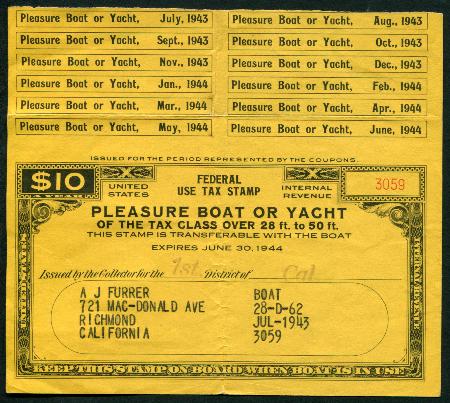 Pleasure Boat or Yacht, July, 1943 Pleasure Boat or Yacht, Aug., 1943
Pleasure Boat or Yacht, Sept., 1943 Pleasure Boat or Yacht, Oct., 1943
Pleasure Boat or Yacht, Nov., 1943 Pleasure Boat or Yacht, Dec., 1943
Pleasure Boat or Yacht, Jan., 1944 Pleasure Boat or Yacht, Feb., 1944
Pleasure Boat or Yacht, Mar., 1944 Pleasure Boat or Yacht, Apr., 1944
Pleasure Boat or Yacht, May, 1944 Pleasure Boat or Yacht, June, 1944
ISSUED FOR THE PERIOD REPRESENTED BY THE COUPONS.
$10 A YEAR UNITED STATES FEDERAL USE TAX STAMP INTERNAL REVENUE 3059
PLEASURE BOAT OR YACHT
OF THE TAX CLASS OVER 28 ft. to 50 ft.
THIS STAMP IS TRANSFERABLE WITH THE BOAT
EXPIRES JUNE 30, 1944
Issued by the Collector for the 1st District of Cal
A J FURRER BOAT
721 MAC-DONALD AVE 28-D-62
RICHMOND JUL-1943
CALIFORNIA 3059
KEEP THIS STAMP ON BOARD WHEN BOAT IS IN USE